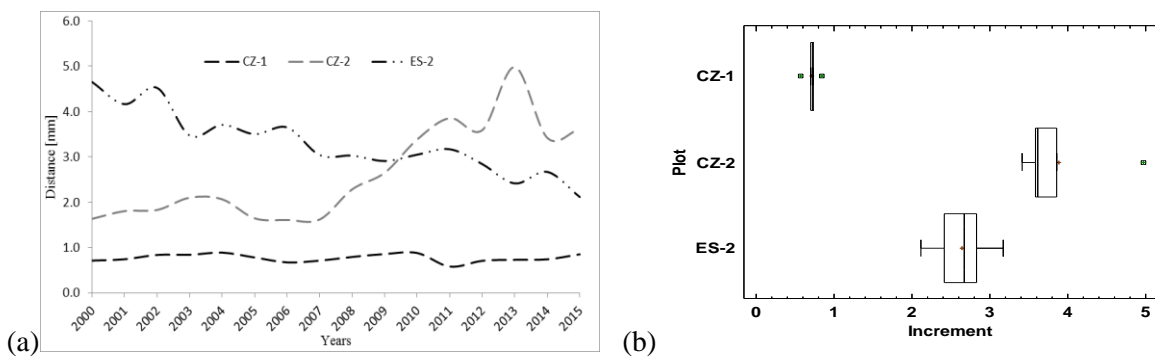 6.0
5.0
4.0
3.0
2.0
1.0
0.0
Distance [mm]
CZ-1 CZ-2 ES-2
2000 2001 2002 2003 2004 2005 2006 2007 2008 2009 2010 2011 2012 2013 2014 2015
Years
(a)
CZ-1
CZ-2
ES-2
Plot
0 1 2 3 4 5
Increment
(b)